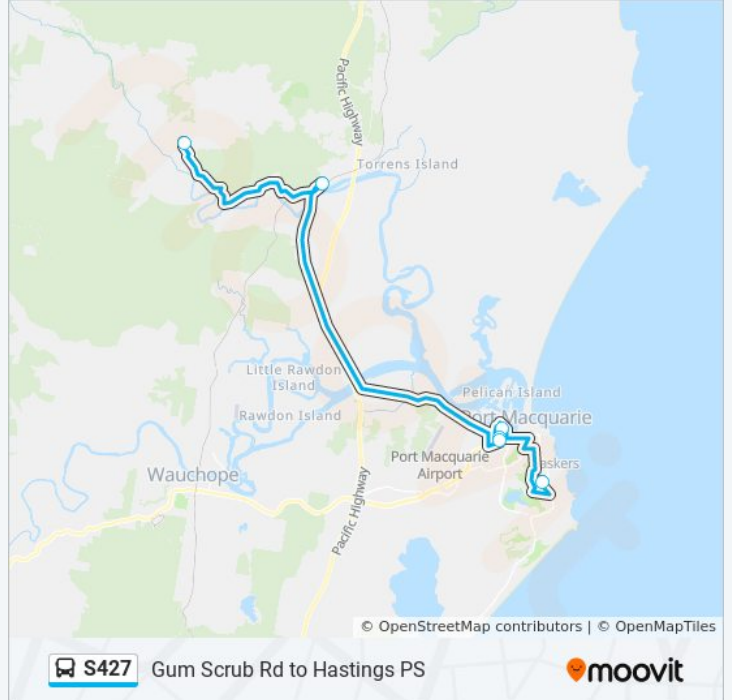 Pacific Highway
Torrens Island
Little Rawdon
Island
Rawdon Island
Pelican Island
Port Macquarie
Port Macquarie
Airport
askers
Wauchope
Pacific Highway
© OpenStreetMap contributors | © OpenMapTiles
S427 Gum Scrub Rd to Hastings PS
moovit